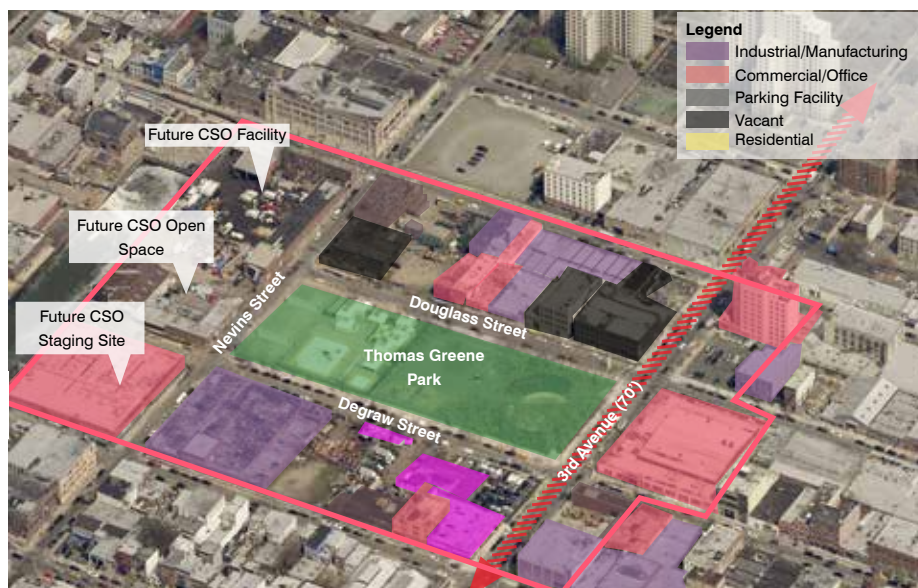 Legend
Industrial/Manufacturing
Commercial/Office
Parking Facility
Vacant
Residential
Future CSO Facility
Future CSO Open
Space
Future CSO
Staging Site
Nevins Street
Douglass Street
Thomas Greene
Park
Degraw Street
3rd Avenue (70')